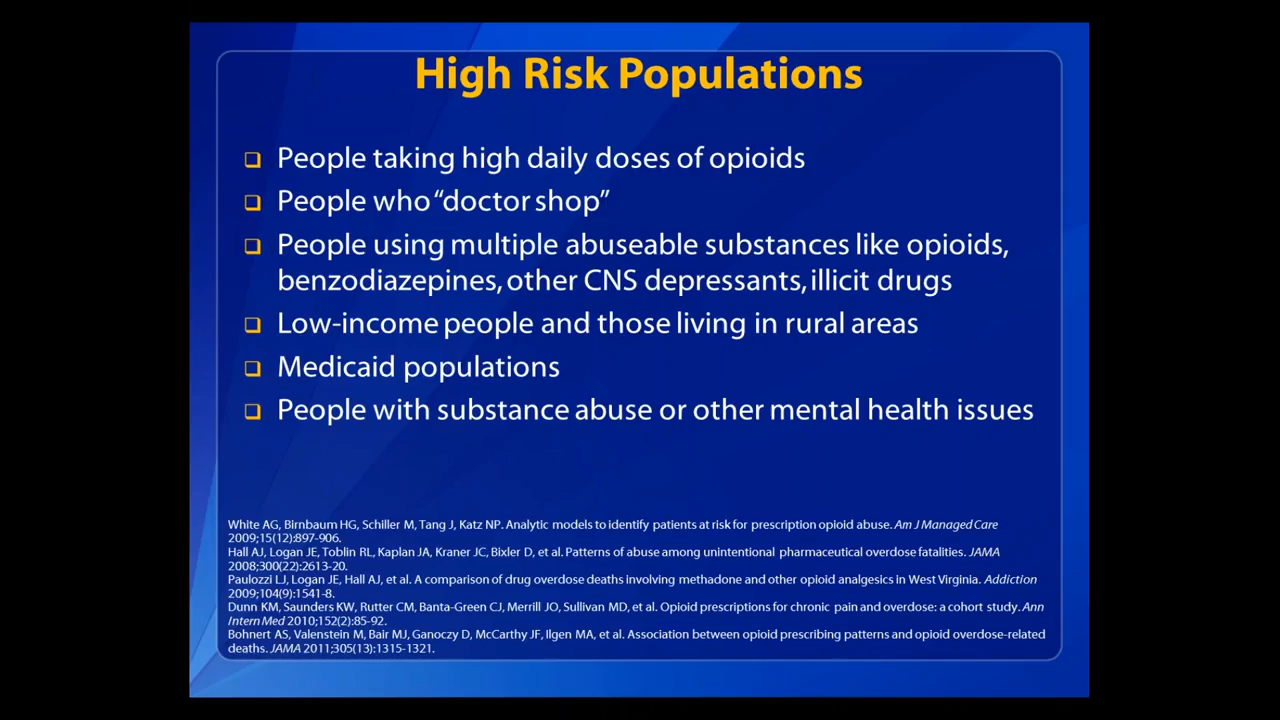 High Risk Populations
People taking high daily doses of opioids
People who “doctor shop”
People using multiple abuseable substances like opioids,
benzodiazepines, other CNS depressants, illicit drugs
Low-income people and those living in rural areas
Medicaid populations
People with substance abuse or other mental health issues
White AG, Birnbaum HG, Schiller M, Tang J, Katz NP. Analytic models to identify patients at risk for prescription opioid abuse. Am J Managed Care
2009;15(12):897-906.
Hall AJ, Logan JE, Toblin RL, Kaplan JA, Kraner JC, Bixler D, et al. Patterns of abuse among unintentional pharmaceutical overdose fatalities. JAMA
2008;300(22):2613-20.
Paulozzi LJ, Logan JE, Hall AJ, et al. A comparison of drug overdose deaths involving methadone and other opioid analgesics in West Virginia. Addiction
2009;104(9):1541-8.
Dunn KM, Saunders KW, Rutter CM, Banta-Green CJ, Merrill JO, Sullivan MD, et al. Opioid prescriptions for chronic pain and overdose: a cohort study. Ann
Intern Med 2010;152(2):85-92.
Bohnert AS, Valenstein M, Bair MJ, Ganoczy D, McCarthy JF, Ilgen MA, et al. Association between opioid prescribing patterns and opioid overdose-related
deaths. JAMA 2011;305(13):1315-1321.